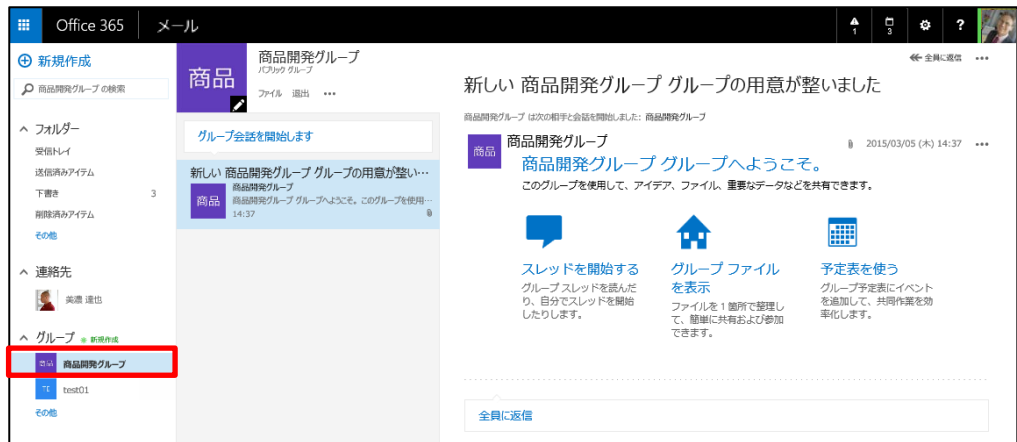 Office 365
メール
1
3
?
新規作成
商品開発グループ の検索
フォルダー
受信トレイ
送信済みアイテム
下書き 3
削除済みアイテム
その他
連絡先
美濃 達也
グループ
新規作成
商品 商品開発グループ
TE test01
その他
商品
商品開発グループ
パブリック グループ
ファイル 退出 •••
グループ会話を開始します
新しい 商品開発グループ グループの用意が整い…
商品
商品開発グループ
商品開発グループ グループへようこそ。このグループを使用…
14:37
全員に返信 •••
新しい 商品開発グループ グループの用意が整いました
商品開発グループ は次の相手と会話を開始しました: 商品開発グループ
商品
商品開発グループ
2015/03/05 (木) 14:37 •••
商品開発グループ グループへようこそ。
このグループを使用して、アイデア、ファイル、重要なデータなどを共有できます。
スレッドを開始する
グループ スレッドを読んだ
り、自分でスレッドを開始
したりします。
グループ ファイル
を表示
ファイルを 1 箇所で整理し
て、簡単に共有および参加
できます。
予定表を使う
グループ予定表にイベント
を追加して、共同作業を効
率化します。
全員に返信